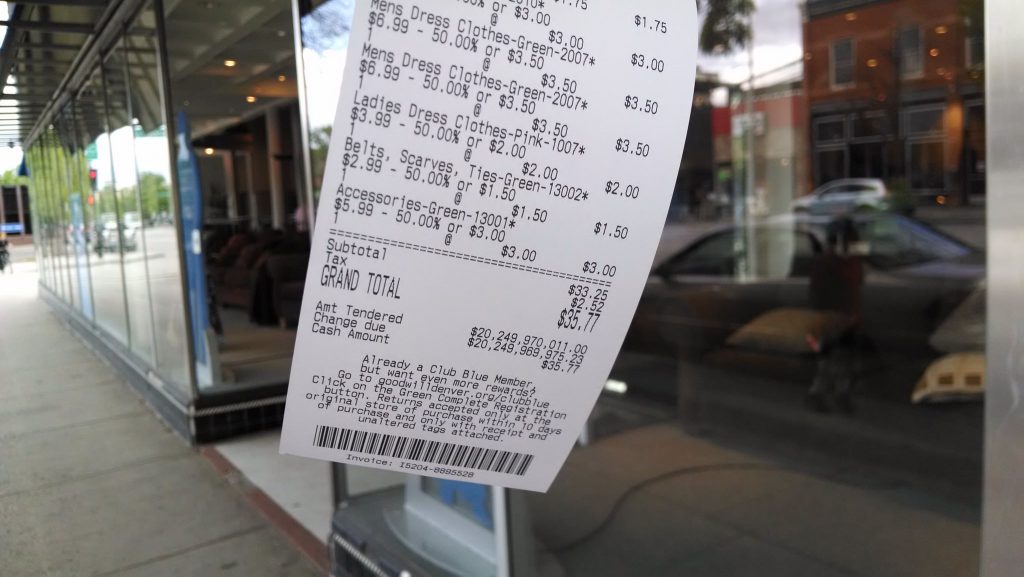 $1.75
$1.75
% or $3.00
@ $3.00 $3.00
Mens Dress Clothes-Green-2007*
$6.99 - 50.00% or $3.50
1 @ $3.50 $3.50
Mens Dress Clothes-Green-2007*
$6.99 - 50.00% or $3.50
1 @ $3.50 $3.50
Ladies Dress Clothes-Pink-1007*
$3.99 - 50.00% or $2.00
1 @ $2.00 $2.00
Belts, Scarves, Ties-Green-13002*
$2.99 - 50.00% or $1.50
1 @ $1.50 $1.50
Accessories-Green-13001*
$5.99 - 50.00% or $3.00
1 @ $3.00 $3.00
Subtotal $33.25
Tax $2.52
GRAND TOTAL $35.77
Amt Tendered $20,249,970,011.00
Change due $20,249,969,975.23
Cash Amount $35.77
Already a Club Blue Member,
but want even more rewards?
Go to goodwilldenver.org/clubblue
Click on the Green Complete Registration
button. Returns accepted only at the
original store of purchase within 10 days
of purchase and only with receipt and
unaltered tags attached.
Invoice: I5204-8895528